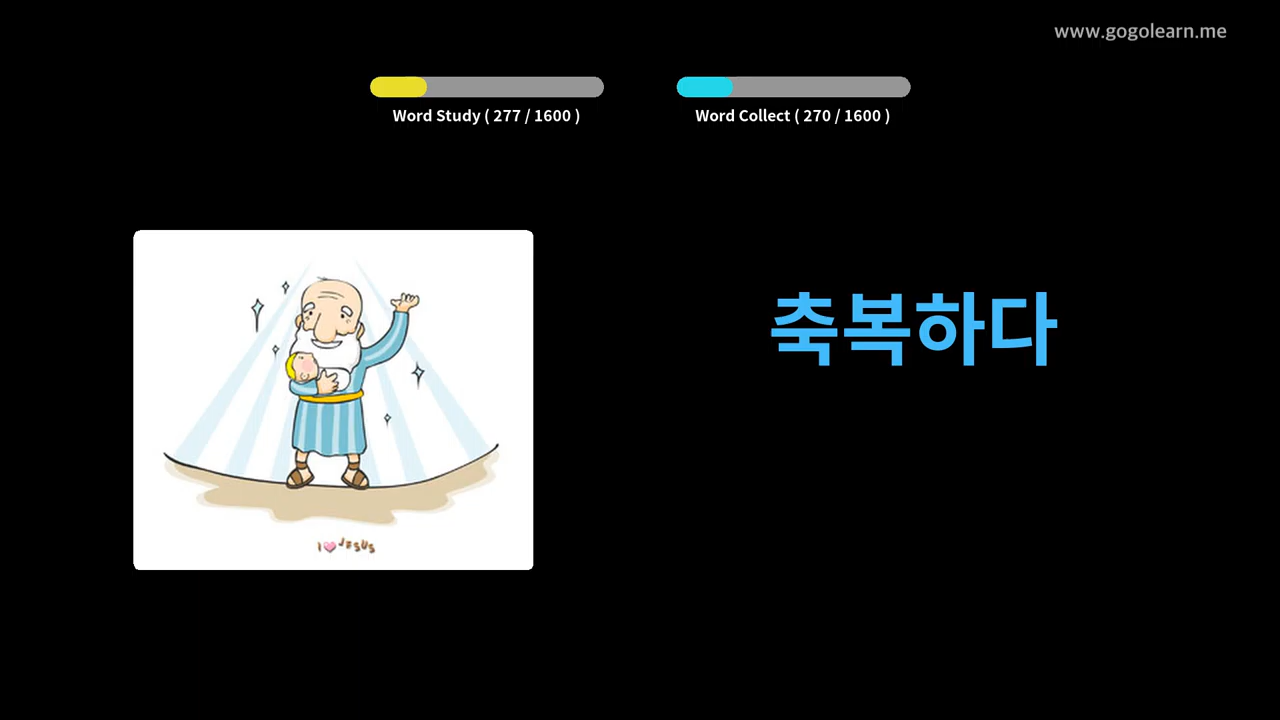 www.gogolearn.me
Word Study ( 277 / 1600 )
Word Collect ( 270 / 1600 )
축복하다
I JESUS